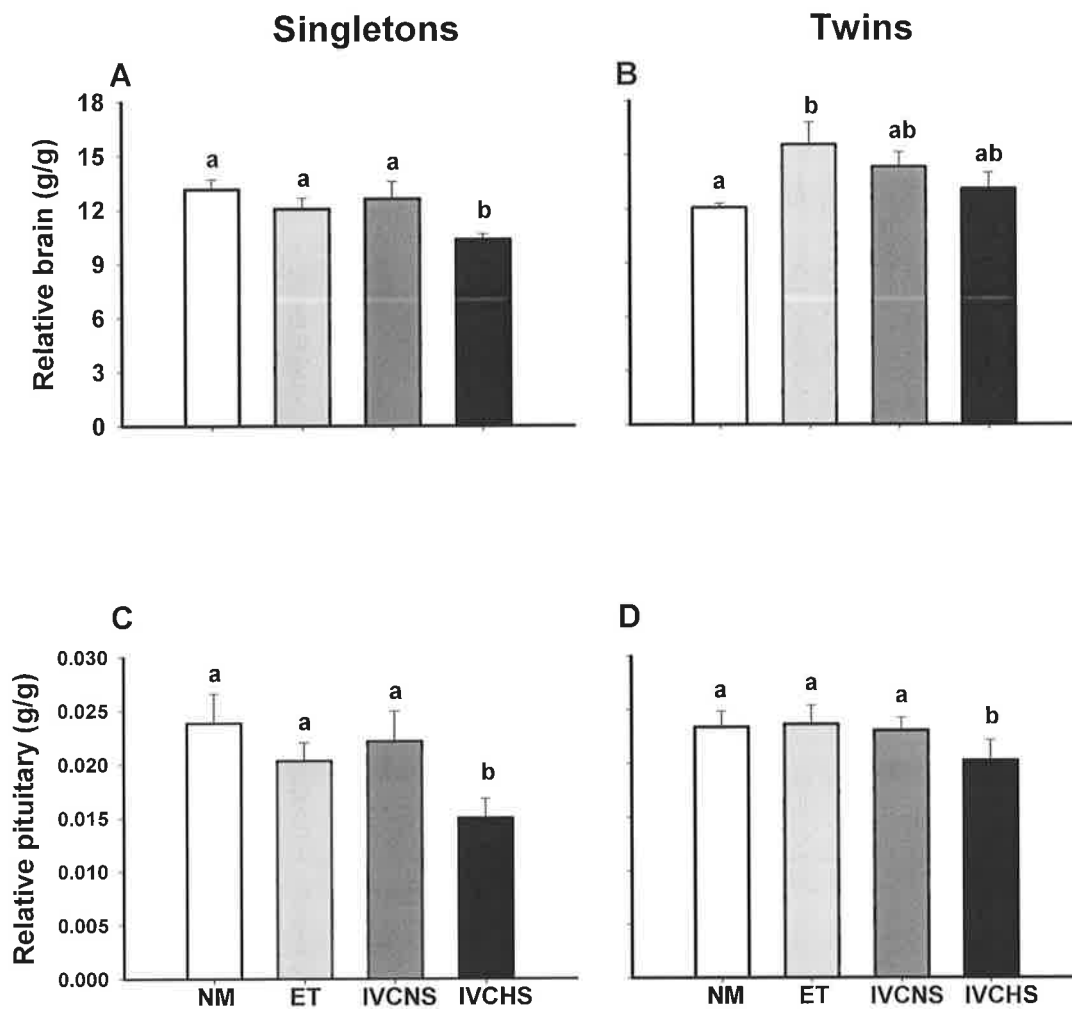 Singletons
Twins
A
B
Relative brain (g/g)
18
15
12
9
6
3
0
a
a
a
b
a
b
ab
ab
C
D
Relative pituitary (g/g)
0.030
0.025
0.020
0.015
0.010
0.005
0.000
a
a
a
b
a
a
a
b
NM ET IVCNS IVCHS
NM ET IVCNS IVCHS